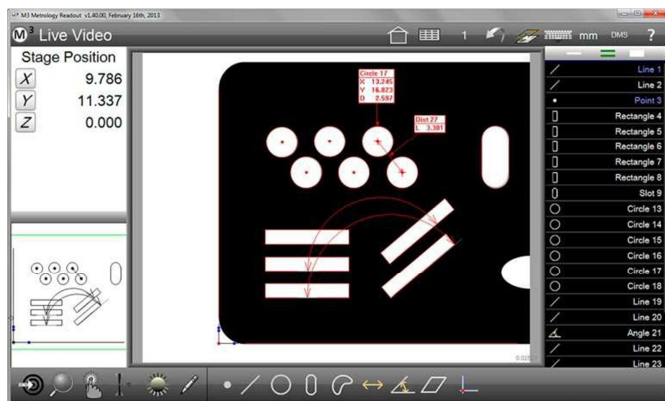 M3 Metrology Readout v1.40.00, February 16th, 2013
M3 Live Video
1
mm
DMS
?
Stage Position
X 9.786
Y 11.337
Z 0.000
Circle 17
X 13.245
Y 16.823
D 2.597
Dist 27
L 3.381
Line 1
Line 2
Point 3
Rectangle 4
Rectangle 5
Rectangle 6
Rectangle 7
Rectangle 8
Slot 9
Circle 13
Circle 14
Circle 15
Circle 16
Circle 17
Circle 18
Line 19
Line 20
Angle 21
Line 22
Line 23